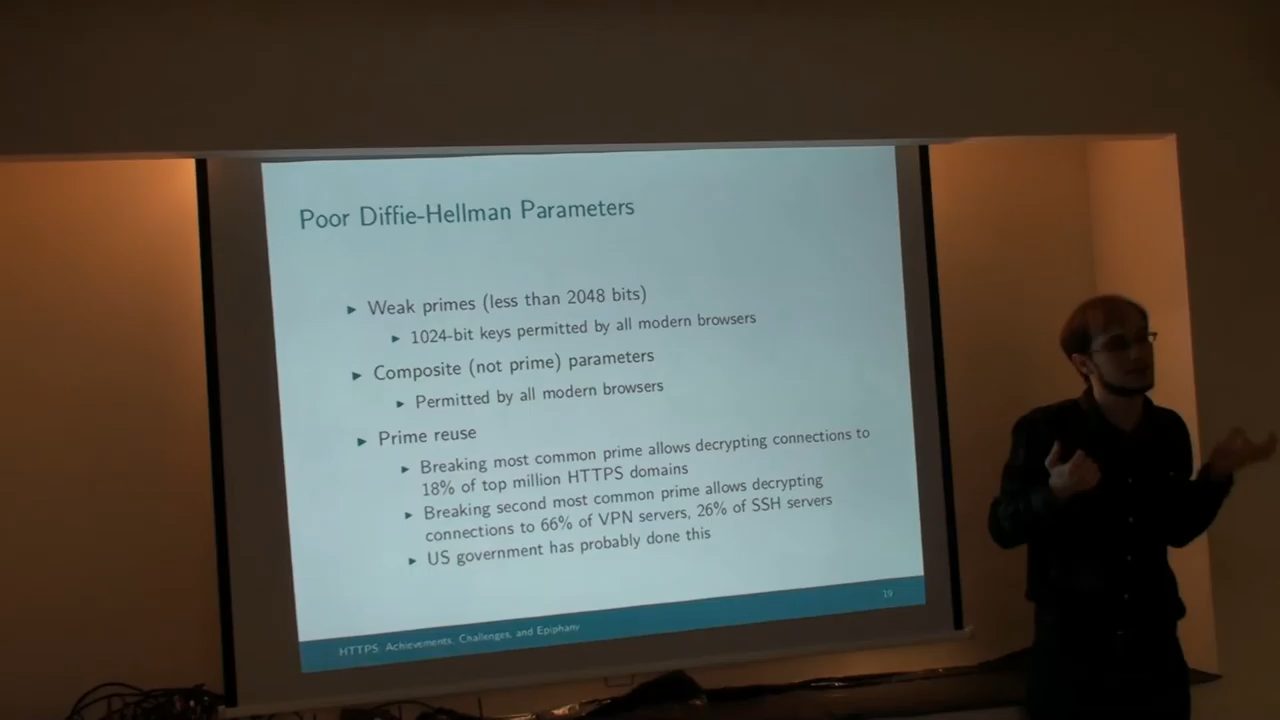 Poor Diffie-Hellman Parameters
Weak primes (less than 2048 bits)
1024-bit keys permitted by all modern browsers
Composite (not prime) parameters
Permitted by all modern browsers
Prime reuse
Breaking most common prime allows decrypting connections to
18% of top million HTTPS domains
Breaking second most common prime allows decrypting
connections to 66% of VPN servers, 26% of SSH servers
US government has probably done this
19
HTTPS: Achievements, Challenges, and Epiphany